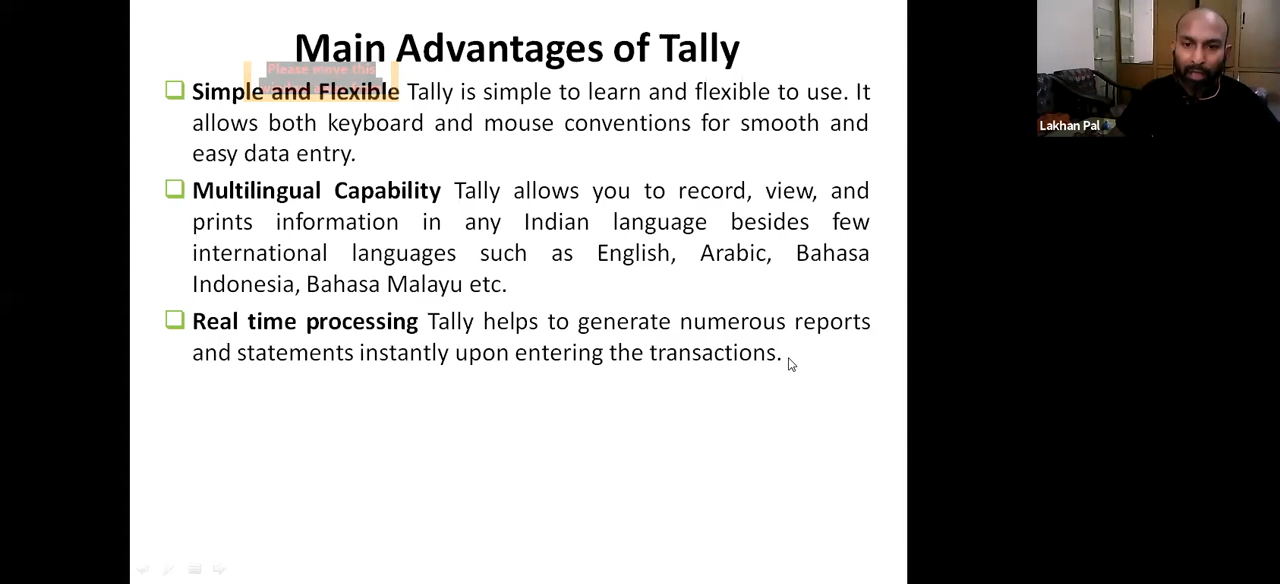 Main Advantages of Tally
Please move this
Simple and Flexible Tally is simple to learn and flexible to use. It
allows both keyboard and mouse conventions for smooth and
easy data entry.
Multilingual Capability Tally allows you to record, view, and
prints information in any Indian language besides few
international languages such as English, Arabic, Bahasa
Indonesia, Bahasa Malayu etc.
Real time processing Tally helps to generate numerous reports
and statements instantly upon entering the transactions.
Lakhan Pal